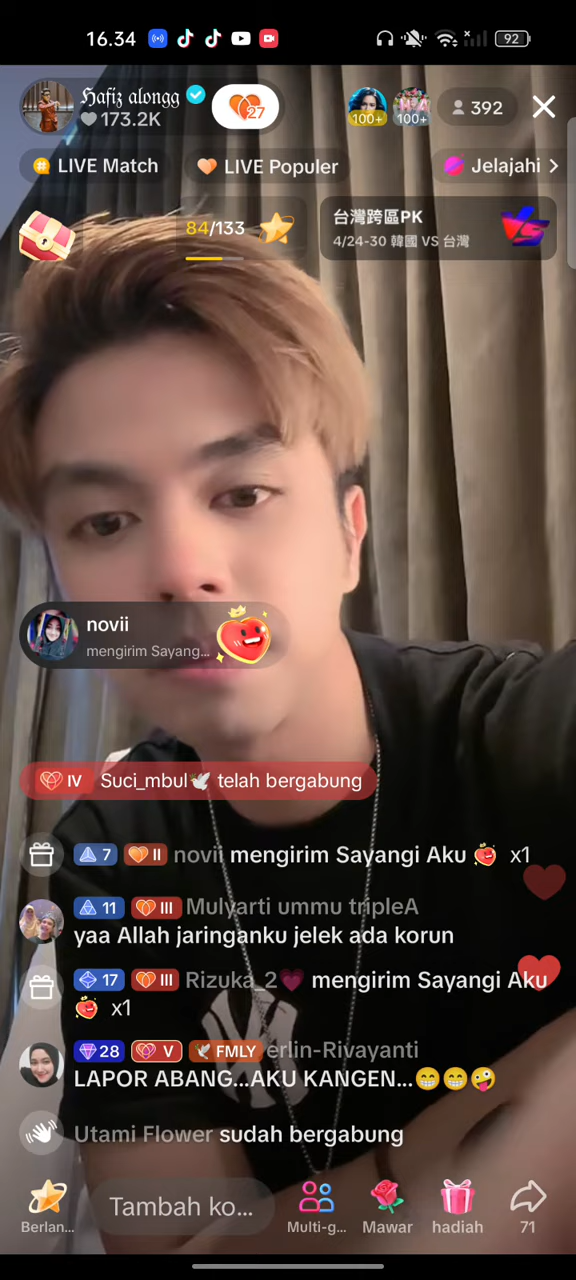 16.34
92
ℌafiz alongg
173.2K
27
100+
100+
392
LIVE Match
LIVE Populer
Jelajahi >
84/133
台灣跨區PK
4/24-30 韓國 VS 台灣
VS
novii
mengirim Sayang...
IV Suci_mbul🕊️ telah bergabung
7 II novii mengirim Sayangi Aku x1
11 III Mulyarti ummu tripleA
yaa Allah jaringanku jelek ada korun
17 III Rizuka_2💗 mengirim Sayangi Aku
x1
28 V FMLY erlin-Rivayanti
LAPOR ABANG...AKU KANGEN...😁😁🤪
Utami Flower sudah bergabung
Berlan...
Tambah ko...
Multi-g...
Mawar
hadiah
71